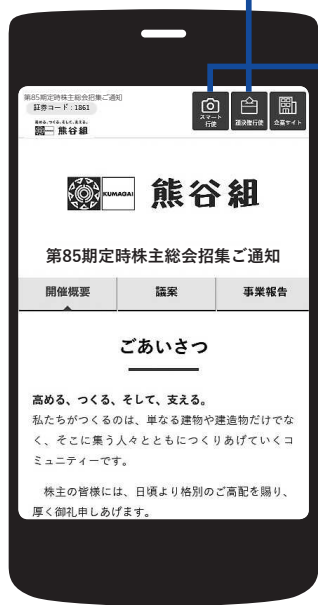 第85期定時株主総会招集ご通知
証券コード:1861
高める、つくる、そして、支える。
熊谷組
スマート
行使
議決権行使
企業サイト
KUMAGAI
熊谷組
第85期定時株主総会招集ご通知
開催概要
議案
事業報告
ごあいさつ
高める、つくる、そして、支える。
私たちがつくるのは、単なる建物や建造物だけでな
く、そこに集う人々とともにつくりあげていくコ
ミュニティーです。
株主の皆様には、日頃より格別のご高配を賜り、
厚く御礼申しあげます。